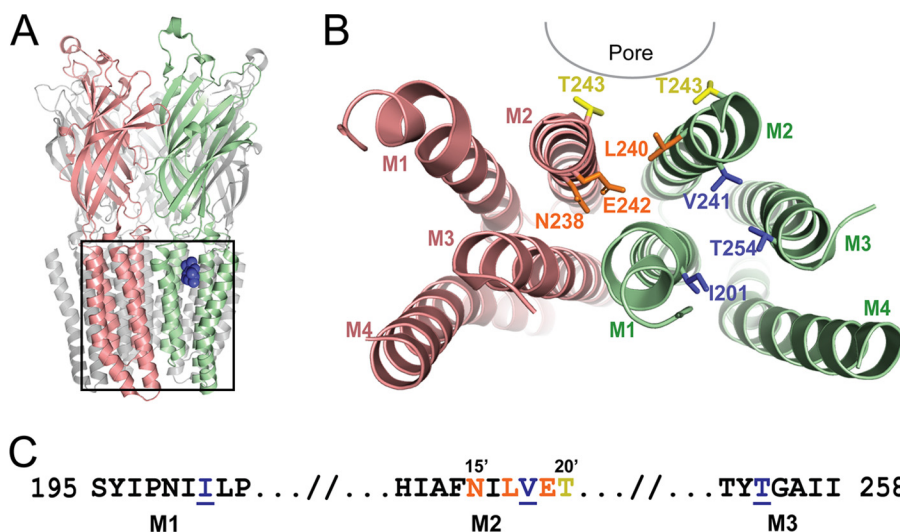 A
B
Pore
T243
T243
M2
M2
M1
L240
V241
E242
N238
M3
T254
M3
I201
M4
M1
M4
C
15' 20'
195 SYIPNIILPP...//... HIAFNILVET...//... TYTGAII 258
M1 M2 M3